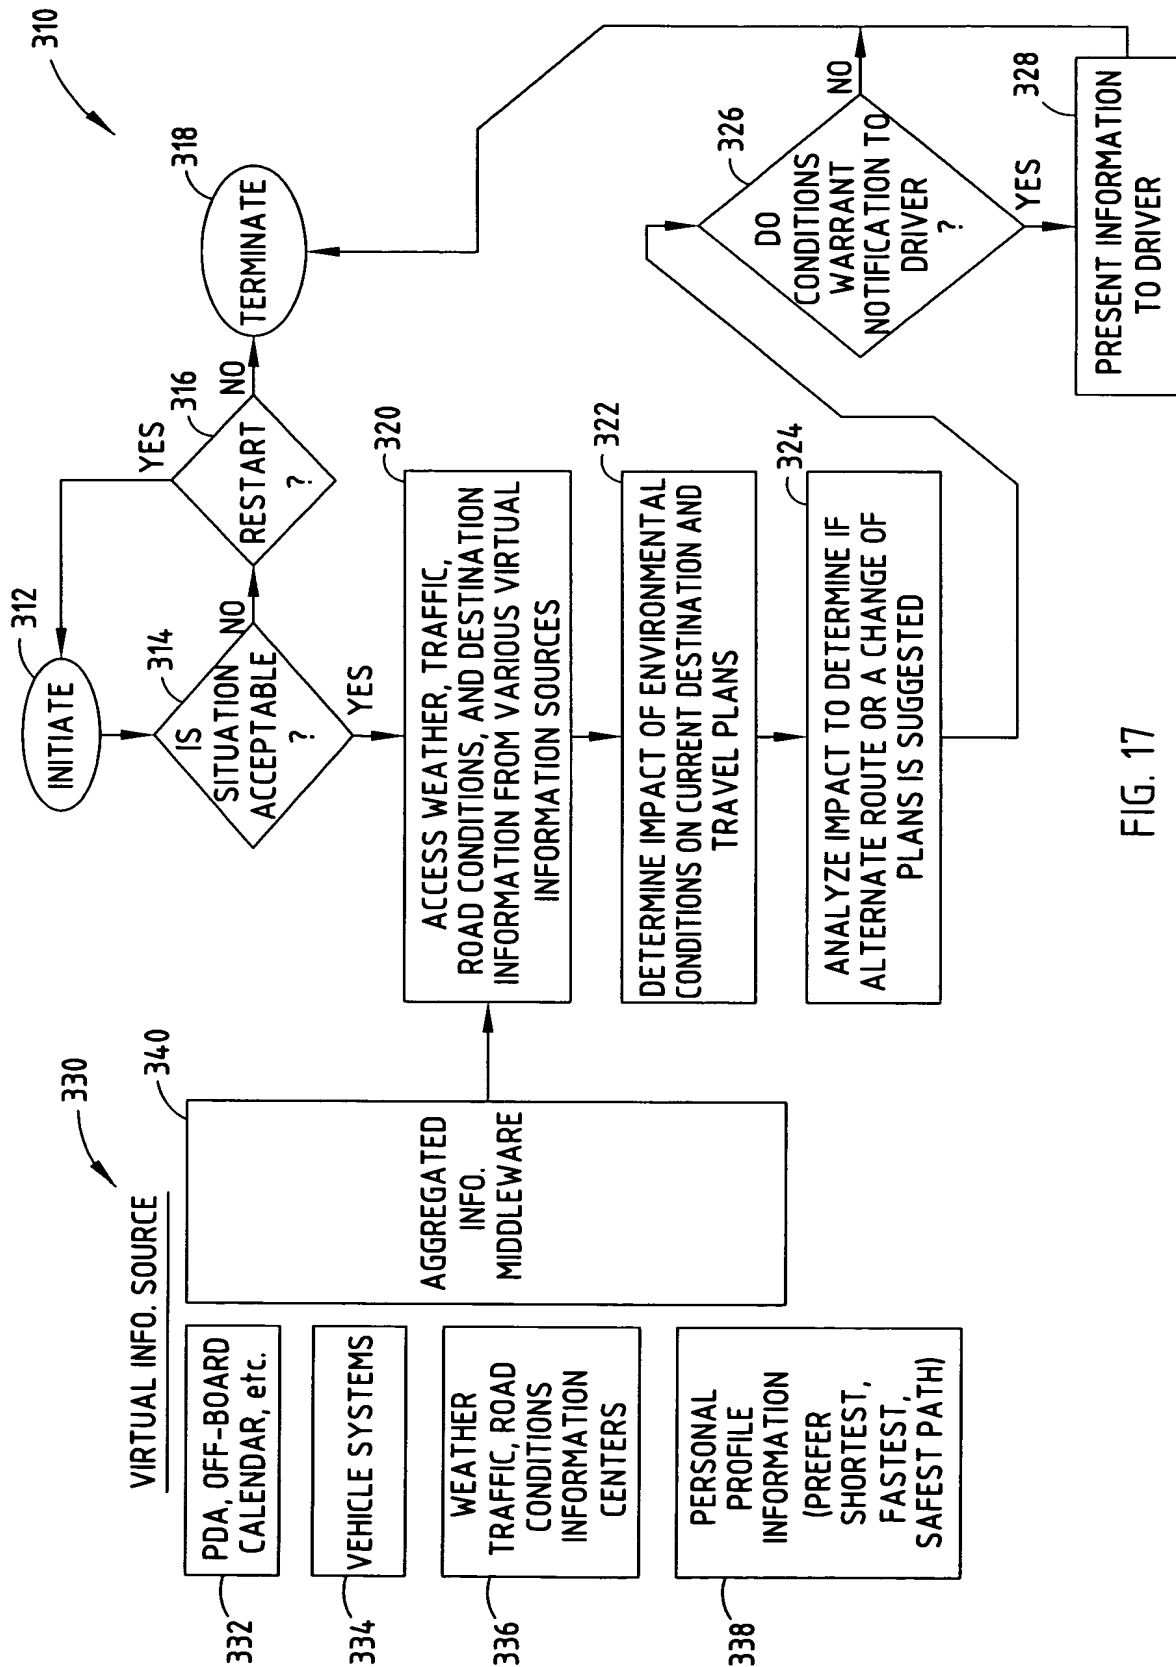 310
312
INITIATE
314
IS
SITUATION
ACCEPTABLE
?
NO
YES
316
RESTART
?
YES
NO
318
TERMINATE
320
ACCESS WEATHER, TRAFFIC,
ROAD CONDITIONS, AND DESTINATION
INFORMATION FROM VARIOUS VIRTUAL
INFORMATION SOURCES
322
DETERMINE IMPACT OF ENVIRONMENTAL
CONDITIONS ON CURRENT DESTINATION AND
TRAVEL PLANS
324
ANALYZE IMPACT TO DETERMINE IF
ALTERNATE ROUTE OR A CHANGE OF
PLANS IS SUGGESTED
326
DO
CONDITIONS
WARRANT
NOTIFICATION TO
DRIVER
?
NO
YES
328
PRESENT INFORMATION
TO DRIVER
330
VIRTUAL INFO. SOURCE
332
PDA, OFF-BOARD
CALENDAR, etc.
334
VEHICLE SYSTEMS
336
WEATHER
TRAFFIC, ROAD
CONDITIONS
INFORMATION
CENTERS
338
PERSONAL
PROFILE
INFORMATION
(PREFER
SHORTEST,
FASTEST,
SAFEST PATH)
340
AGGREGATED
INFO.
MIDDLEWARE
FIG. 17